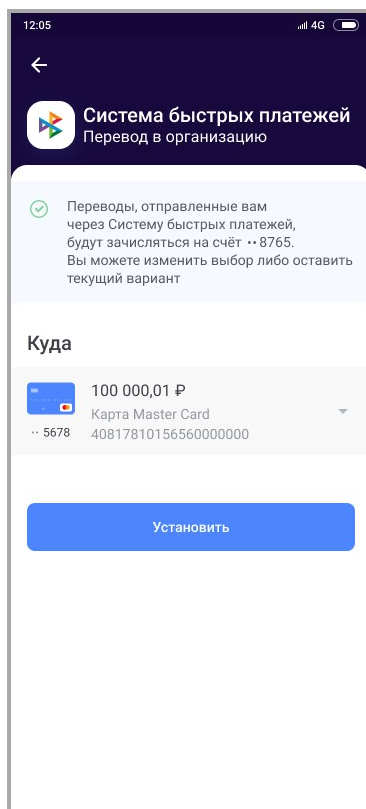 12:05 4G
Система быстрых платежей
Перевод в организацию
Переводы, отправленные вам
через Систему быстрых платежей,
будут зачисляться на счёт ··8765.
Вы можете изменить выбор либо оставить
текущий вариант
Куда
100 000,01 ₽
Карта Master Card
·· 5678
40817810156560000000
Установить